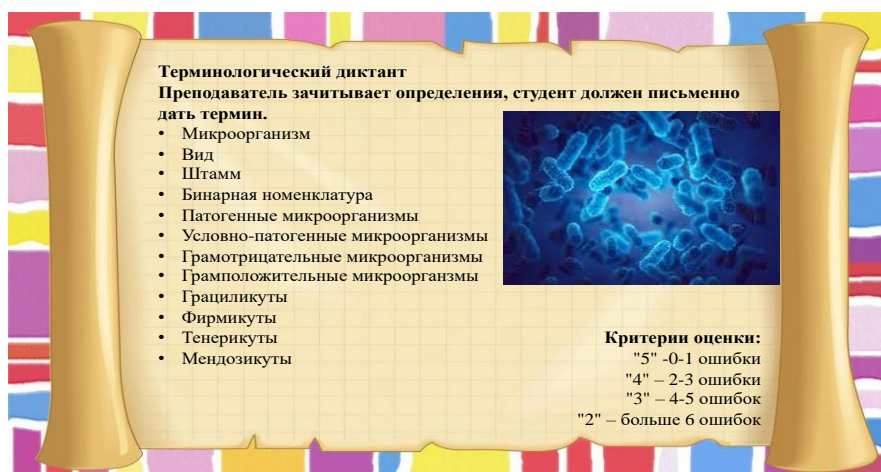 Терминологический диктант
Преподаватель зачитывает определения, студент должен письменно
дать термин.
• Микроорганизм
• Вид
• Штамм
• Бинарная номенклатура
• Патогенные микроорганизмы
• Условно-патогенные микроорганизмы
• Грамотрицательные микроорганизмы
• Грамположительные микроорганзмы
• Грациликуты
• Фирмикуты
• Тенерикуты
• Мендозикуты
Критерии оценки:
"5" -0-1 ошибки
"4" – 2-3 ошибки
"3" – 4-5 ошибок
"2" – больше 6 ошибок